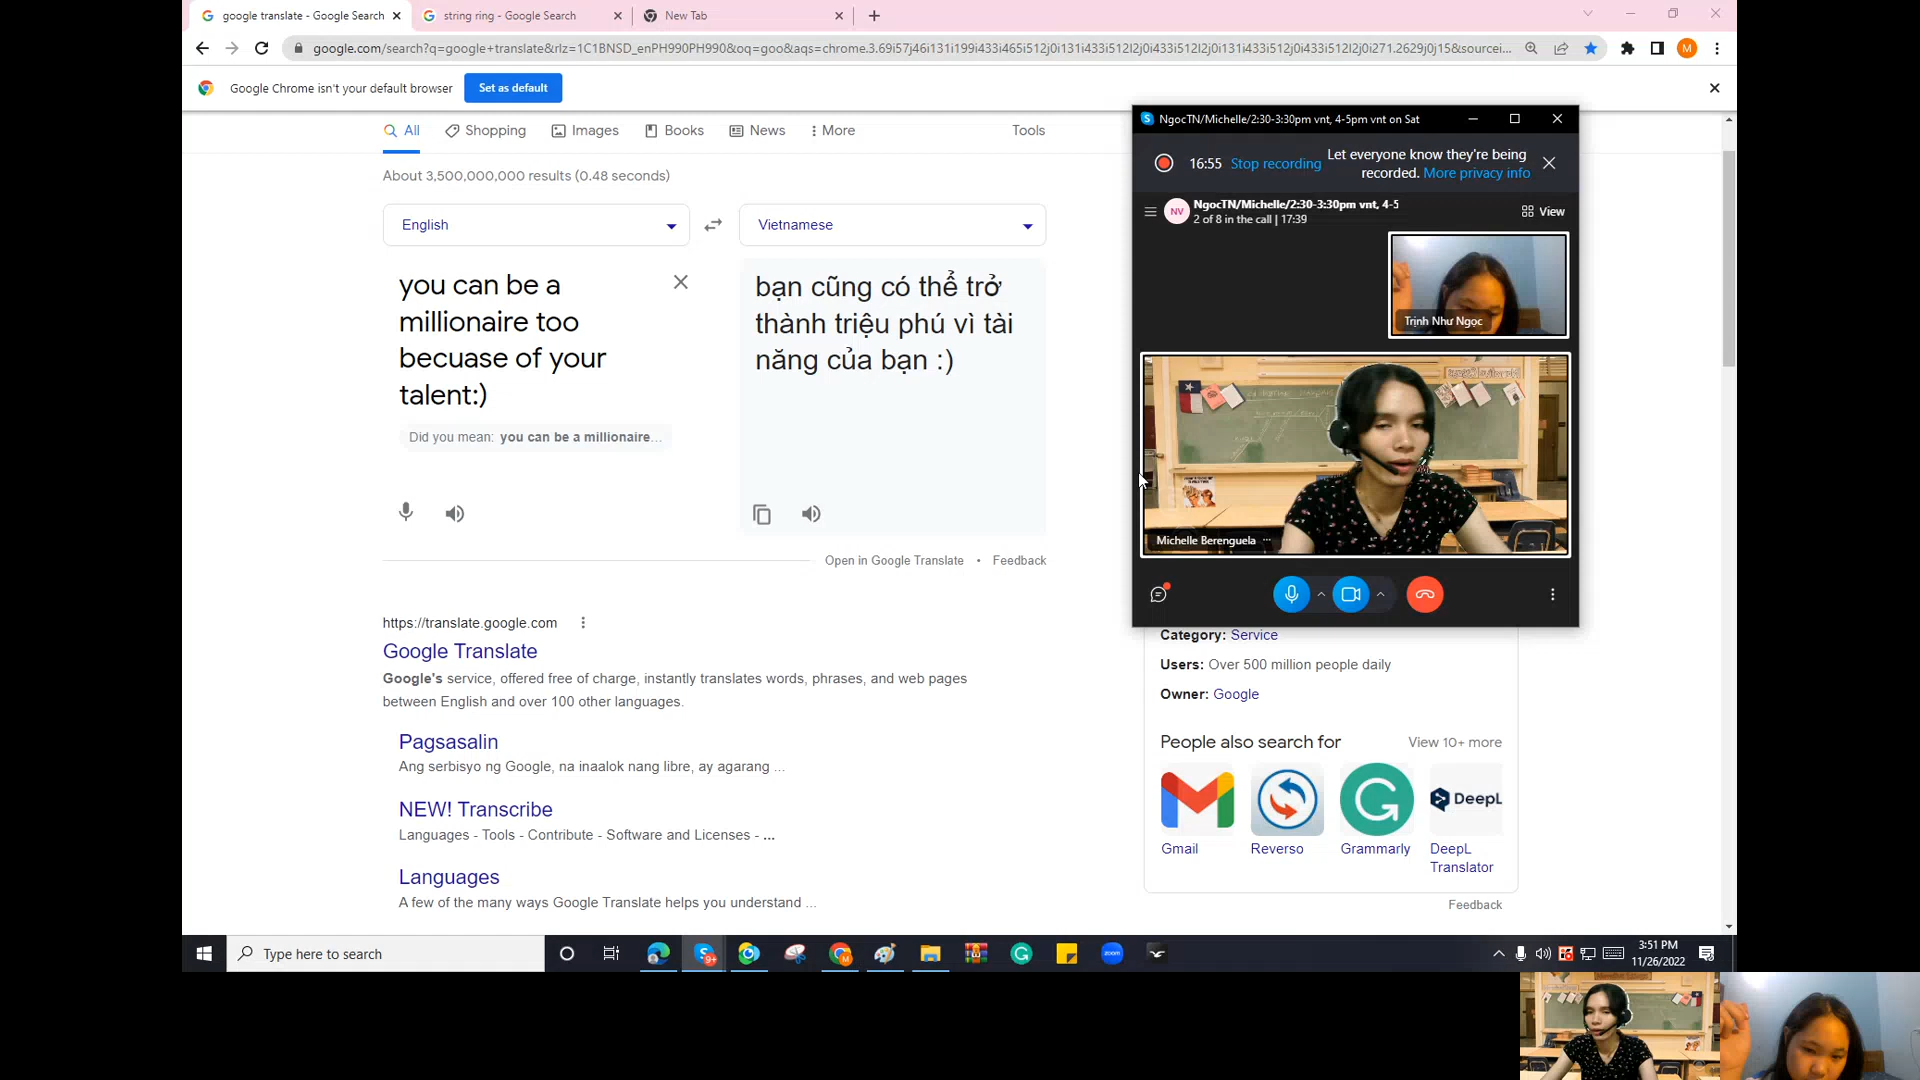 google translate - Google Search
string ring - Google Search
New Tab
google.com/search?q=google+translate&rlz=1C1BNSD_enPH990PH990&oq=goo&aqs=chrome.3.69i57j46i131i199i433i465i512j0i131i433i512l2j0i433i512l2j0i131i433i512j0i433i512l2j0i271.2629j0j15&sourcei...
M
Google Chrome isn't your default browser
Set as default
All
Shopping
Images
Books
News
More
Tools
About 3,500,000,000 results (0.48 seconds)
English
Vietnamese
you can be a
millionaire too
becuase of your
talent:)
Did you mean: you can be a millionaire...
bạn cũng có thể trở
thành triệu phú vì tài
năng của bạn :)
Open in Google Translate • Feedback
https://translate.google.com
Google Translate
Google's service, offered free of charge, instantly translates words, phrases, and web pages
between English and over 100 other languages.
Pagsasalin
Ang serbisyo ng Google, na inaalok nang libre, ay agarang ...
NEW! Transcribe
Languages - Tools - Contribute - Software and Licenses - ...
Languages
A few of the many ways Google Translate helps you understand ...
NgocTN/Michelle/2:30-3:30pm vnt, 4-5pm vnt on Sat
16:55
Stop recording
Let everyone know they're being
recorded. More privacy info
NV
NgocTN/Michelle/2:30-3:30pm vnt, 4-5
2 of 8 in the call | 17:39
View
Trịnh Như Ngọc
Michelle Berenguela
Category: Service
Users: Over 500 million people daily
Owner: Google
People also search for
View 10+ more
DeepL
Gmail
Reverso
Grammarly
DeepL
Translator
Feedback
Type here to search
9+
zoom
3:51 PM
11/26/2022